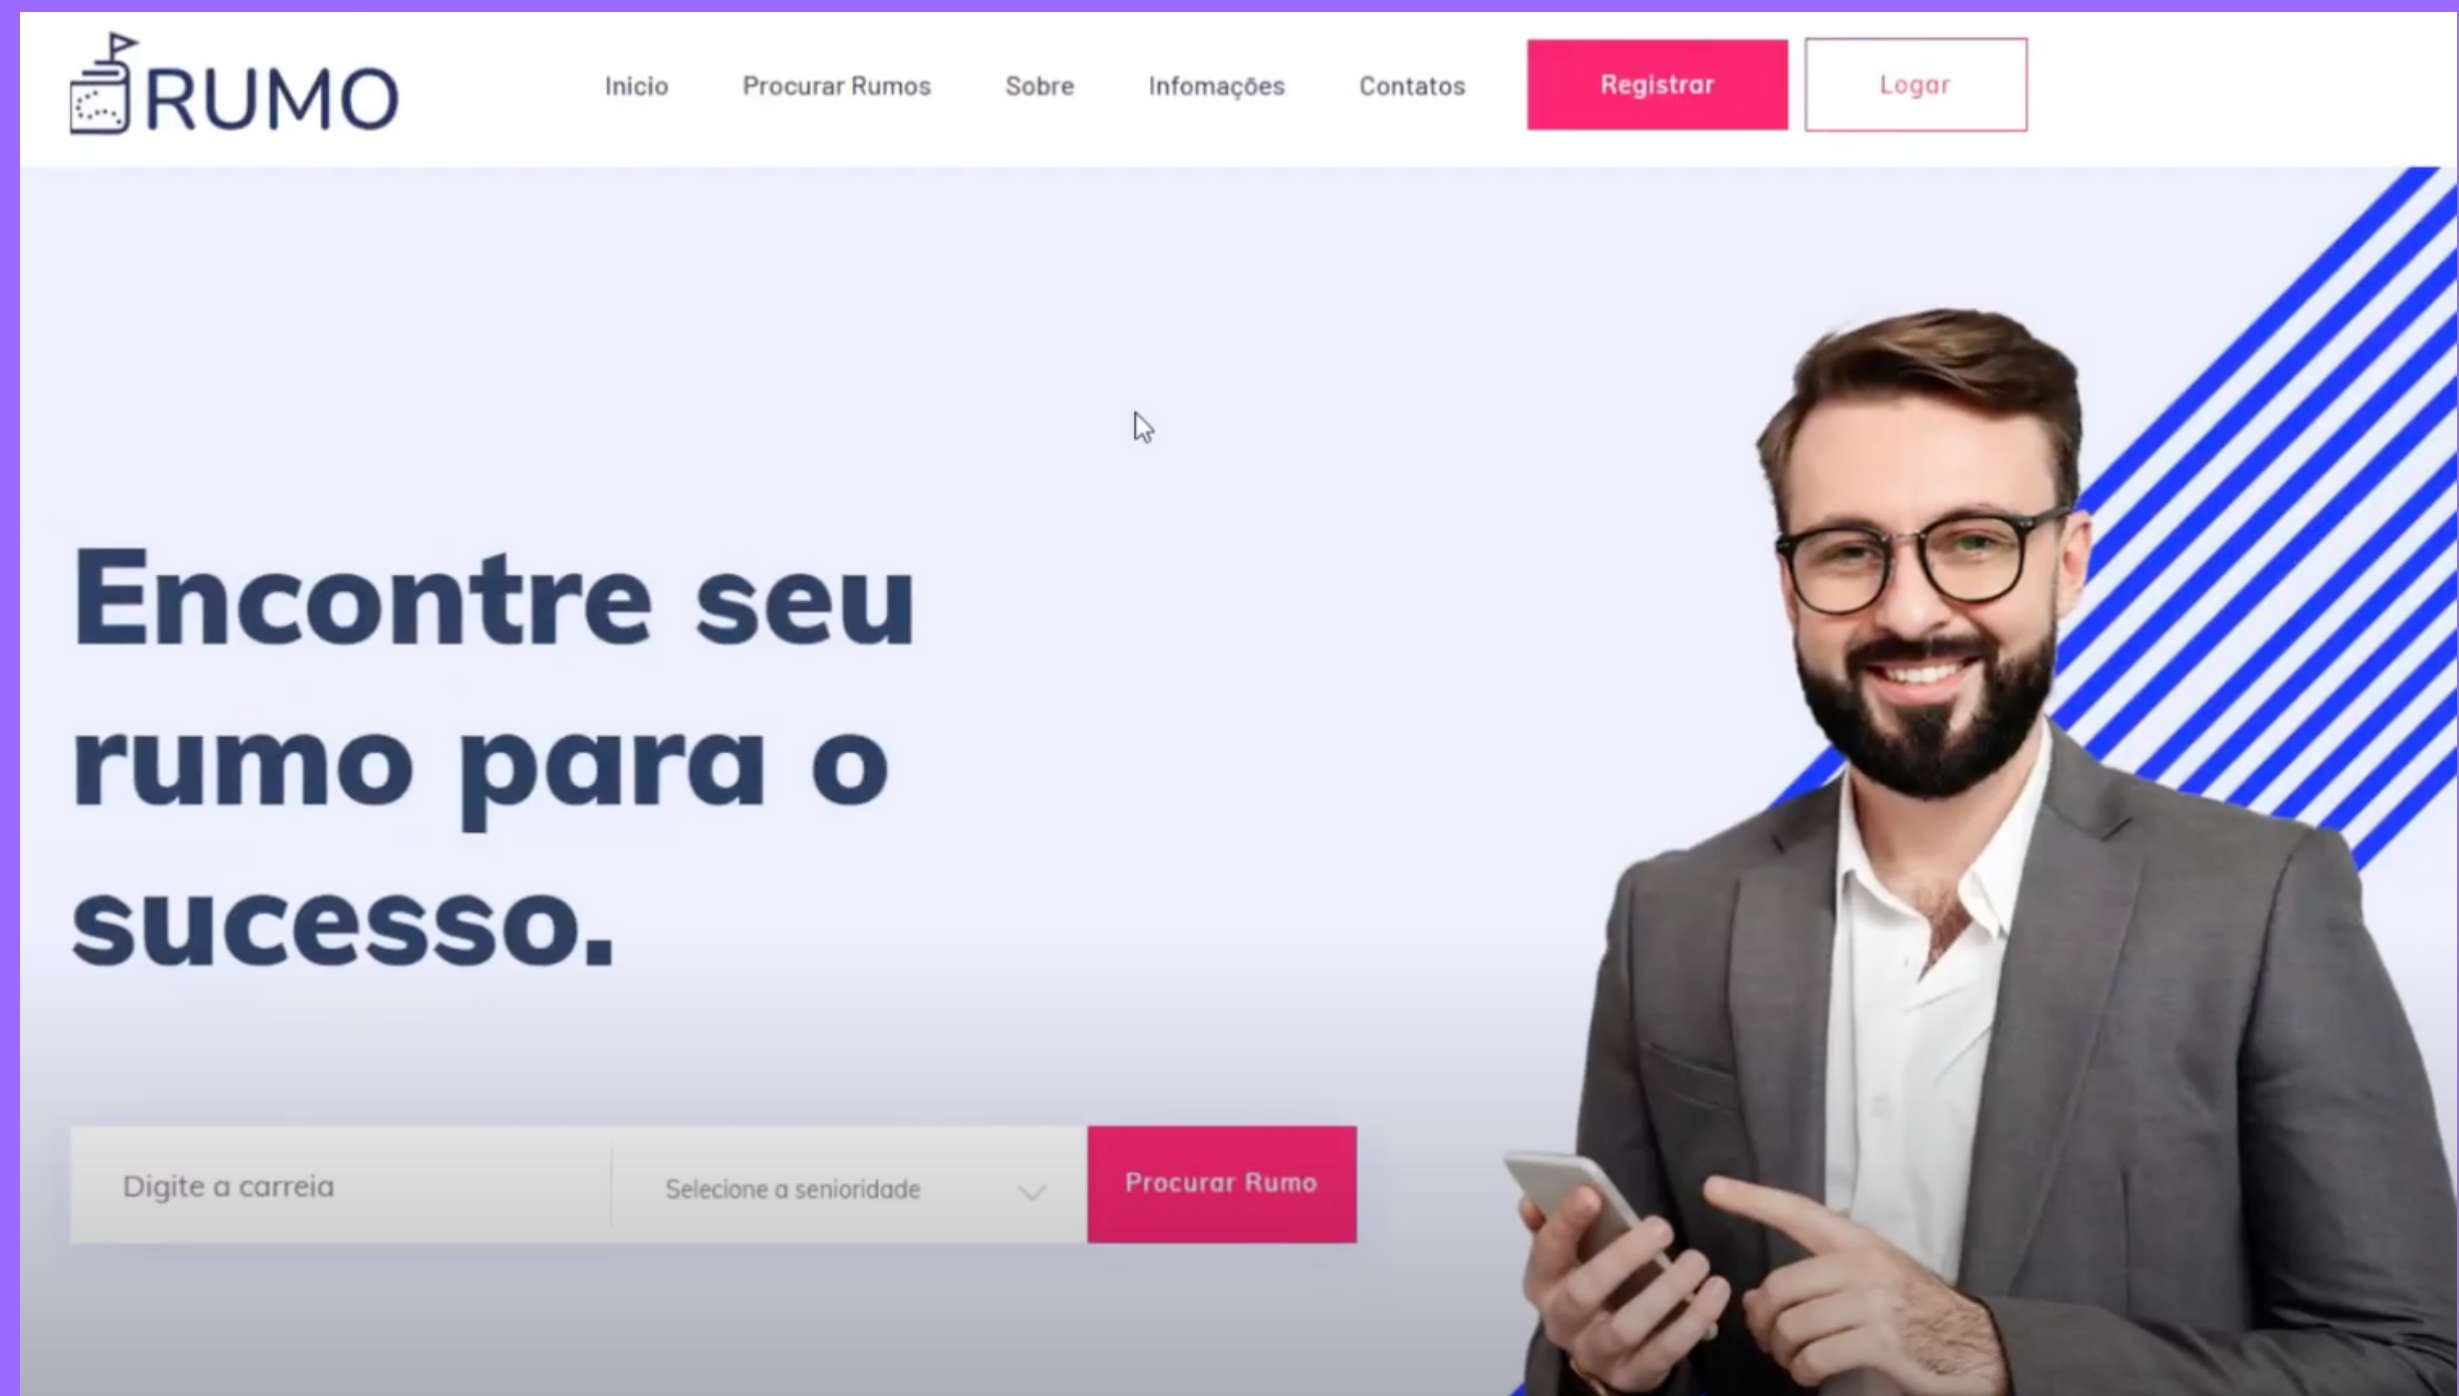 RUMO
Inicio Procurar Rumos Sobre Infomações Contatos Registrar Logar
Encontre seu
rumo para o
sucesso.
Digite a carreia Selecione a senioridade Procurar Rumo